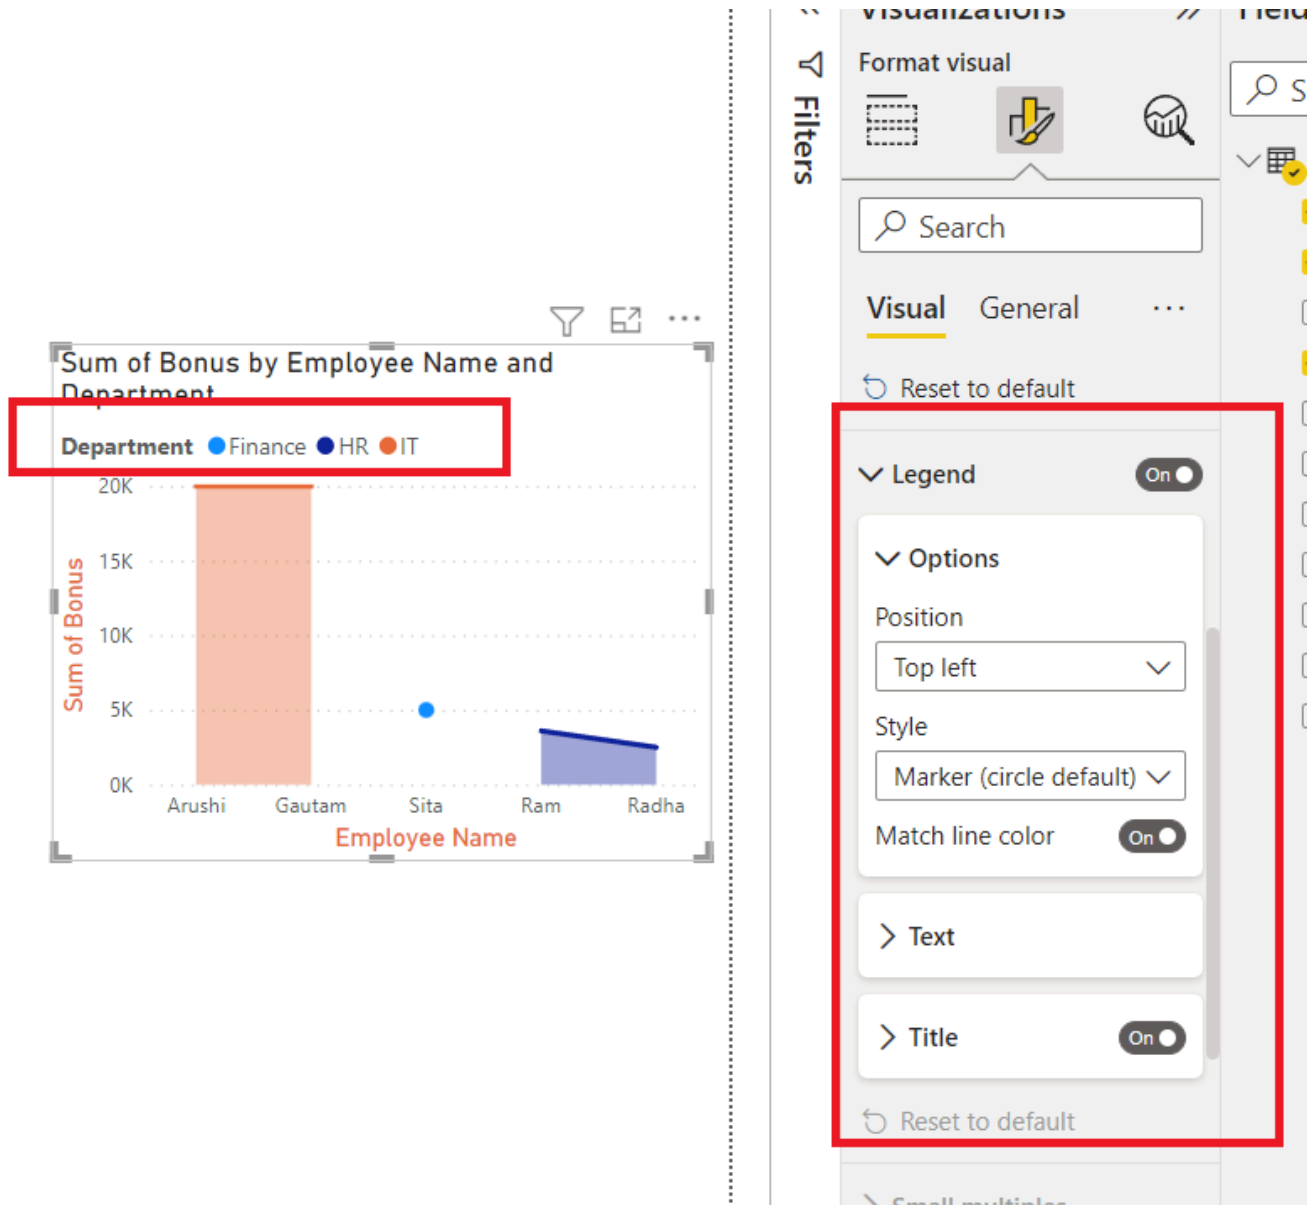 Visualizations
Format visual
Filters
Search
Visual General
Reset to default
Sum of Bonus by Employee Name and
Department
Department Finance HR IT
20K
15K
10K
5K
0K
Sum of Bonus
Arushi Gautam Sita Ram Radha
Employee Name
Legend On
Options
Position
Top left
Style
Marker (circle default)
Match line color On
Text
Title On
Reset to default
Small multiples